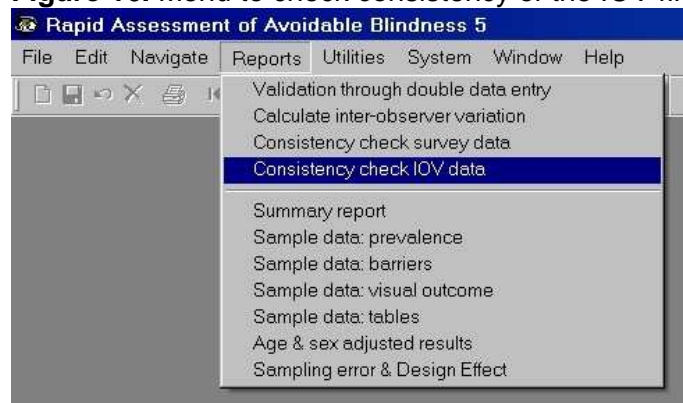 Rapid Assessment of Avoidable Blindness 5
File Edit Navigate Reports Utilities System Window Help
Validation through double data entry
Calculate inter-observer variation
Consistency check survey data
Consistency check IOV data
Summary report
Sample data: prevalence
Sample data: barriers
Sample data: visual outcome
Sample data: tables
Age & sex adjusted results
Sampling error & Design Effect